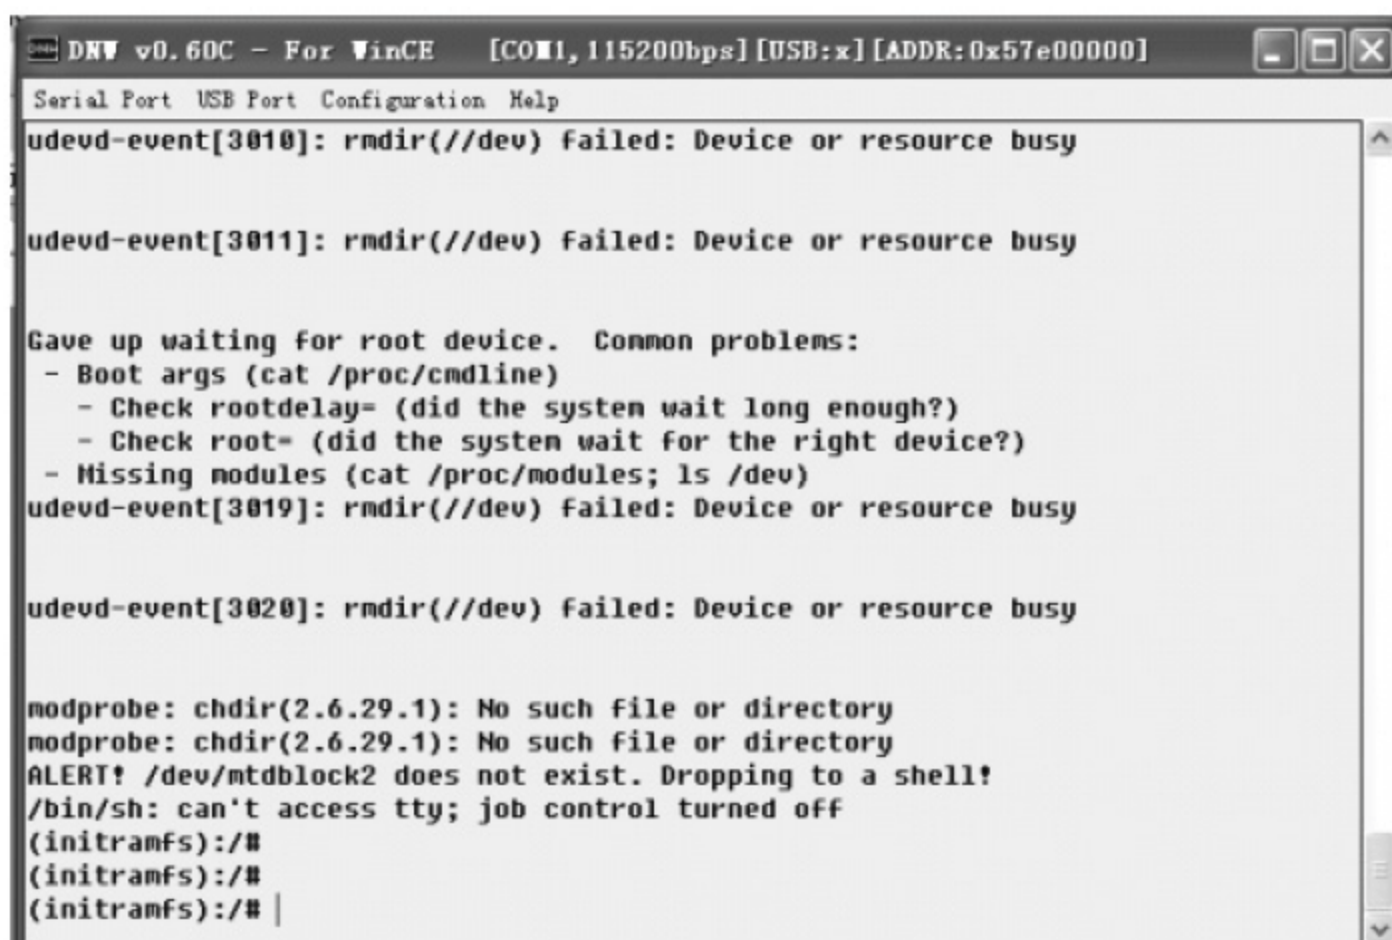 DNW v0.60C - For WinCE [COM1,115200bps][USB:x][ADDR:0x57e00000]
Serial Port USB Port Configuration Help
udevd-event[3010]: rmdir(//dev) failed: Device or resource busy
udevd-event[3011]: rmdir(//dev) failed: Device or resource busy
Gave up waiting for root device.  Common problems:
 - Boot args (cat /proc/cmdline)
   - Check rootdelay= (did the system wait long enough?)
   - Check root= (did the system wait for the right device?)
 - Missing modules (cat /proc/modules; ls /dev)
udevd-event[3019]: rmdir(//dev) failed: Device or resource busy
udevd-event[3020]: rmdir(//dev) failed: Device or resource busy
modprobe: chdir(2.6.29.1): No such file or directory
modprobe: chdir(2.6.29.1): No such file or directory
ALERT! /dev/mtdblock2 does not exist. Dropping to a shell!
/bin/sh: can't access tty; job control turned off
(initramfs):/#
(initramfs):/#
(initramfs):/#